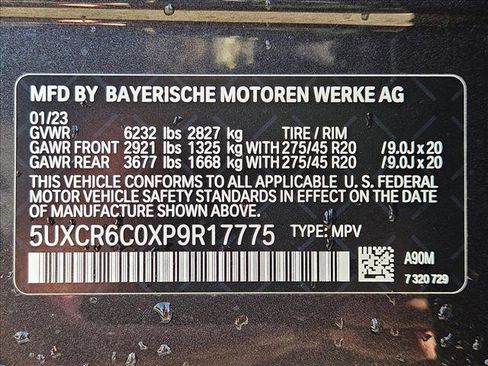 MFD BY BAYERISCHE MOTOREN WERKE AG
01/23
GVWR 6232 lbs 2827 kg TIRE / RIM
GAWR FRONT 2921 lbs 1325 kg WITH 275/45 R20 /9.0J x 20
GAWR REAR 3677 lbs 1668 kg WITH 275/45 R20 /9.0J x 20
THIS VEHICLE CONFORMS TO ALL APPLICABLE U. S. FEDERAL
MOTOR VEHICLE SAFETY STANDARDS IN EFFECT ON THE DATE
OF MANUFACTURE SHOWN ABOVE.
5UXCR6C0XP9R17775 TYPE: MPV
A90M
7 320 729